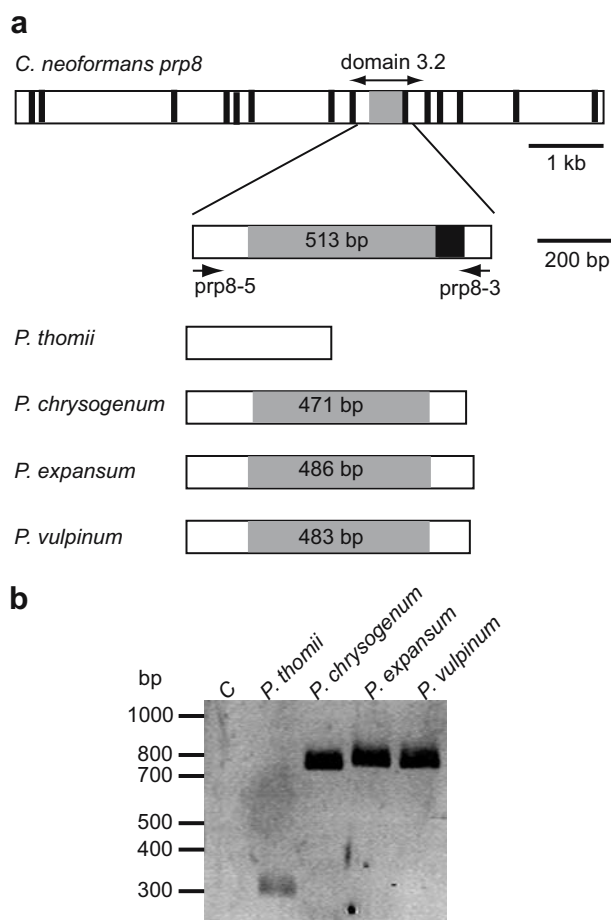 a
C. neoformans prp8
domain 3.2
1 kb
513 bp
200 bp
prp8-5
prp8-3
P. thomii
P. chrysogenum
471 bp
P. expansum
486 bp
P. vulpinum
483 bp
b
bp
C
P. thomii
P. chrysogenum
P. expansum
P. vulpinum
1000
800
700
500
400
300